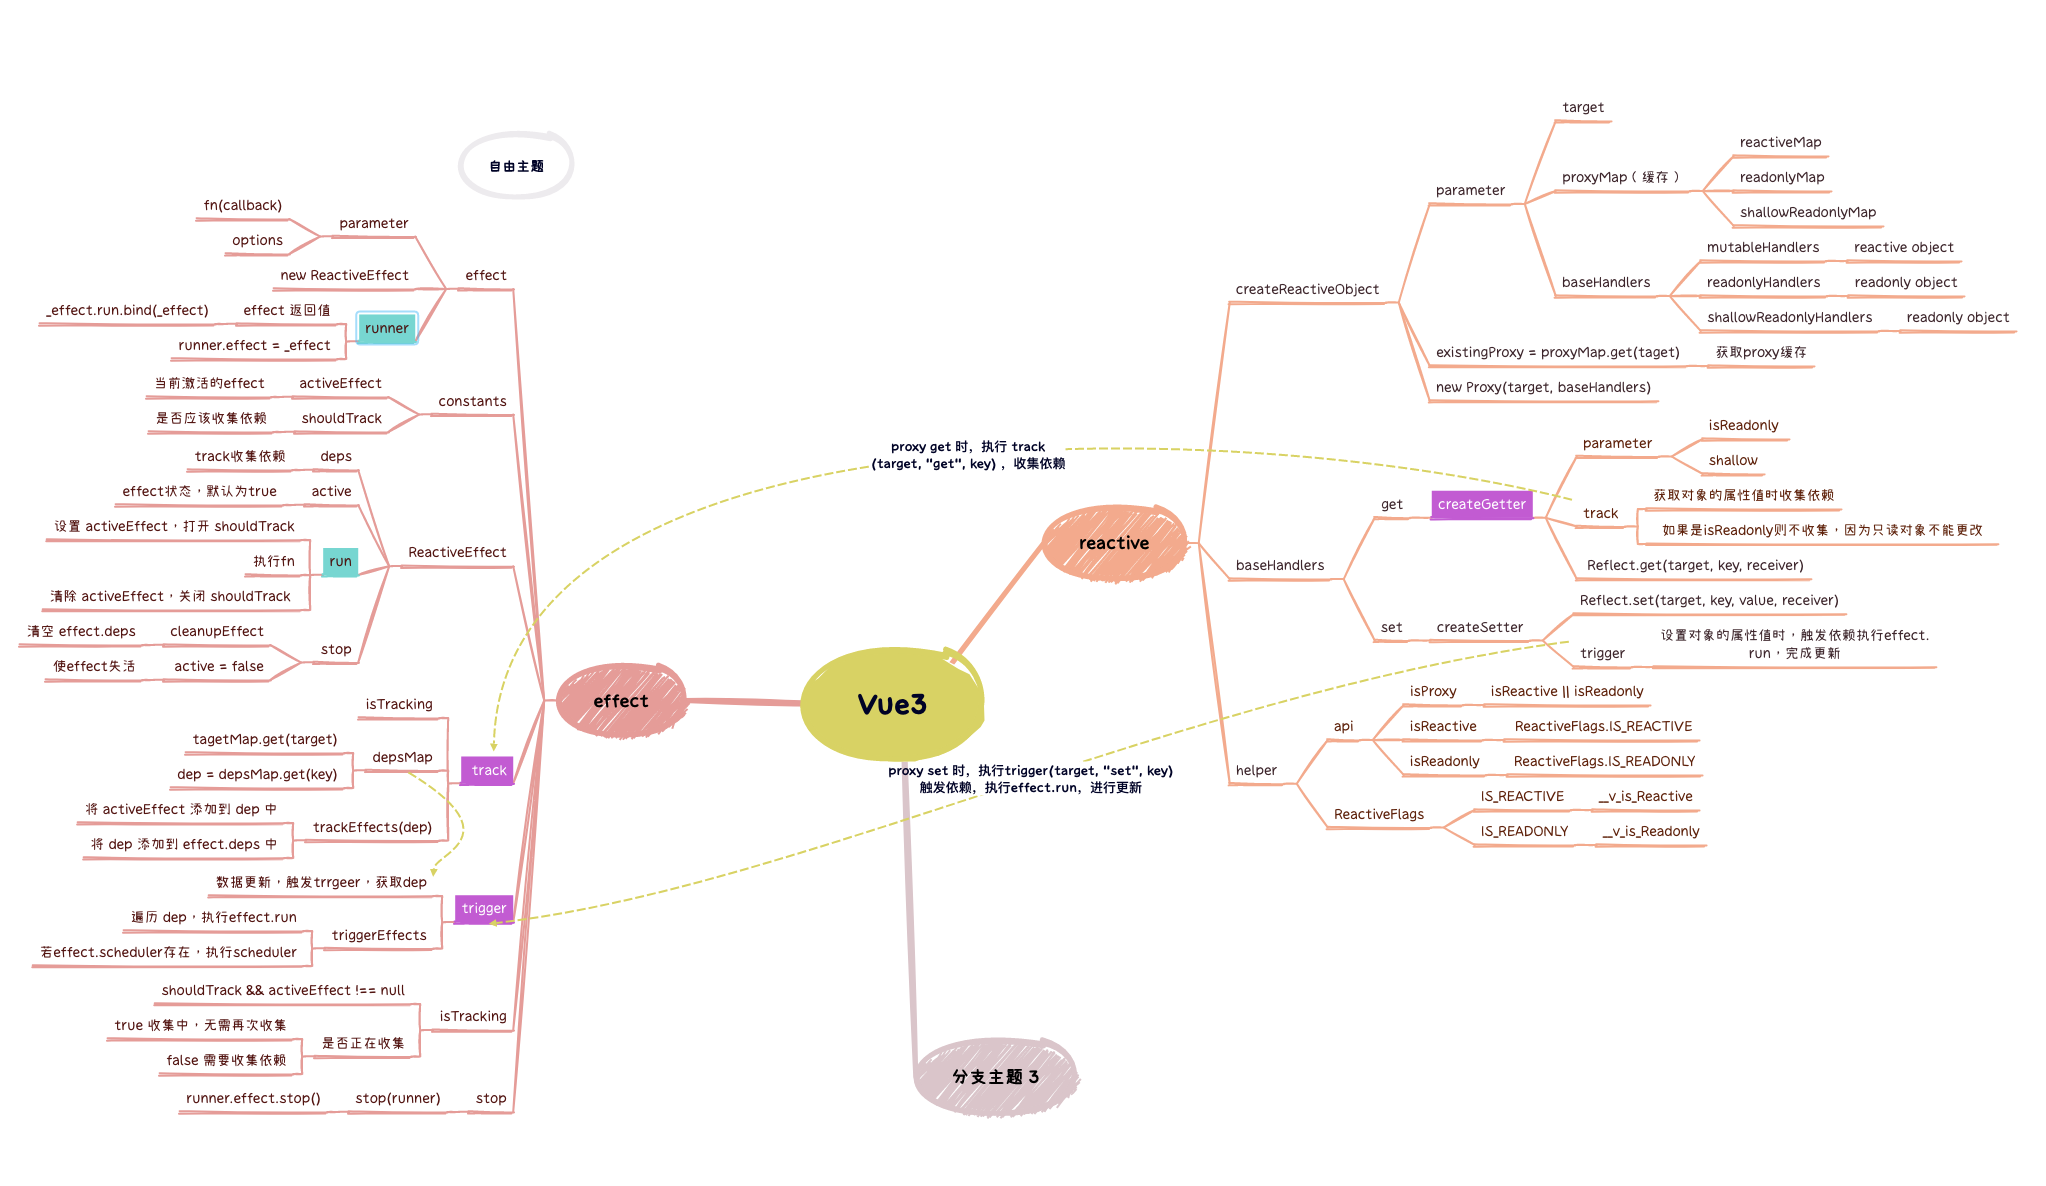 自由主题
fn(callback)
options
parameter
new ReactiveEffect
effect
_effect.run.bind(_effect)
effect 返回值
runner.effect = _effect
runner
当前激活的effect
activeEffect
是否应该收集依赖
shouldTrack
constants
track收集依赖
deps
effect状态，默认为true
active
设置 activeEffect，打开 shouldTrack
执行fn
清除 activeEffect，关闭 shouldTrack
run
ReactiveEffect
清空 effect.deps
cleanupEffect
使effect失活
active = false
stop
isTracking
tagetMap.get(target)
dep = depsMap.get(key)
depsMap
将 activeEffect 添加到 dep 中
将 dep 添加到 effect.deps 中
trackEffects(dep)
track
数据更新，触发trrgeer，获取dep
遍历 dep，执行effect.run
若effect.scheduler存在，执行scheduler
triggerEffects
trigger
shouldTrack && activeEffect !== null
true 收集中，无需再次收集
false 需要收集依赖
是否正在收集
isTracking
runner.effect.stop()
stop(runner)
stop
effect
Vue3
proxy get 时，执行 track
(target, "get", key) ，收集依赖
proxy set 时，执行trigger(target, "set", key)
触发依赖，执行effect.run，进行更新
分支主题 3
reactive
createReactiveObject
parameter
target
proxyMap（ 缓存 ）
reactiveMap
readonlyMap
shallowReadonlyMap
baseHandlers
mutableHandlers
reactive object
readonlyHandlers
readonly object
shallowReadonlyHandlers
readonly object
existingProxy = proxyMap.get(taget)
获取proxy缓存
new Proxy(target, baseHandlers)
baseHandlers
get
createGetter
parameter
isReadonly
shallow
track
获取对象的属性值时收集依赖
如果是isReadonly则不收集，因为只读对象不能更改
Reflect.get(target, key, receiver)
set
createSetter
Reflect.set(target, key, value, receiver)
trigger
设置对象的属性值时，触发依赖执行effect.
run，完成更新
helper
api
isProxy
isReactive || isReadonly
isReactive
ReactiveFlags.IS_REACTIVE
isReadonly
ReactiveFlags.IS_READONLY
ReactiveFlags
IS_REACTIVE
__v_is_Reactive
IS_READONLY
__v_is_Readonly